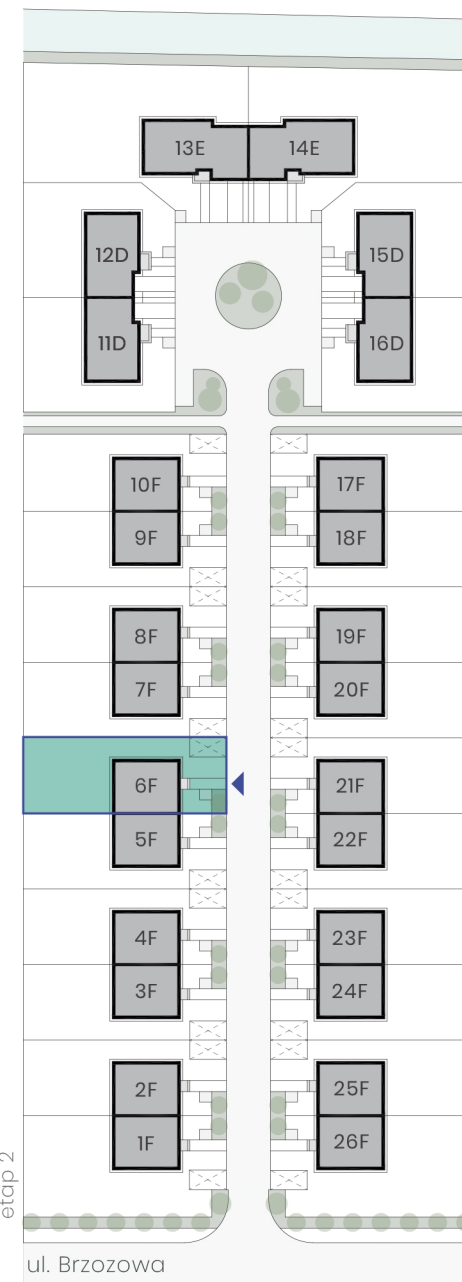 13E 14E
12D 15D
11D 16D
10F 17F
9F 18F
8F 19F
7F 20F
6F 21F
5F 22F
4F 23F
3F 24F
2F 25F
1F 26F
etap 2
ul. Brzozowa